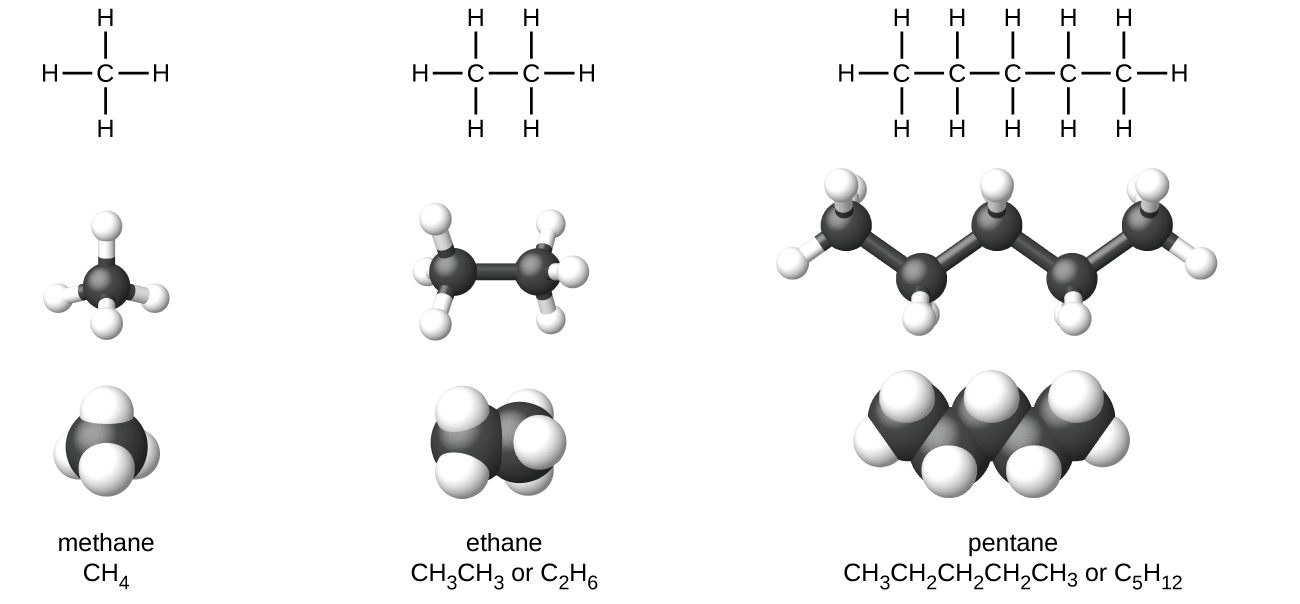 H H H H H H H H
H C H H C C H H C C C C C H
H H H H H H H H
methane ethane pentane
CH₄ CH₃CH₃ or C₂H₆ CH₃CH₂CH₂CH₂CH₃ or C₅H₁₂